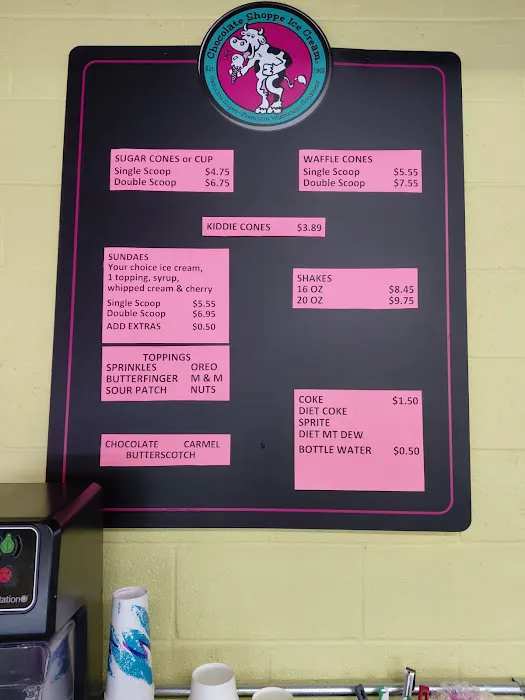 Chocolate Shoppe Ice Cream
Est. 1962
SUGAR CONES or CUP
Single Scoop $4.75
Double Scoop $6.75
WAFFLE CONES
Single Scoop $5.55
Double Scoop $7.55
KIDDIE CONES $3.89
SUNDAES
Your choice ice cream,
1 topping, syrup,
whipped cream & cherry
Single Scoop $5.55
Double Scoop $6.95
ADD EXTRAS $0.50
SHAKES
16 OZ $8.45
20 OZ $9.75
TOPPINGS
SPRINKLES OREO
BUTTERFINGER M & M
SOUR PATCH NUTS
CHOCOLATE CARMEL
BUTTERSCOTCH
COKE $1.50
DIET COKE
SPRITE
DIET MT DEW
BOTTLE WATER $0.50